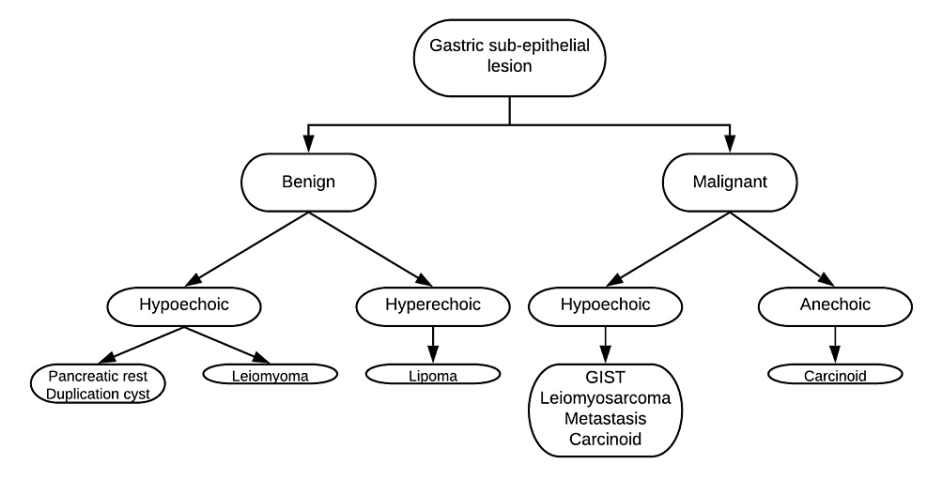 Gastric sub-epithelial
lesion
Benign
Malignant
Hypoechoic
Hyperechoic
Hypoechoic
Anechoic
Pancreatic rest
Duplication cyst
Leiomyoma
Lipoma
GIST
Leiomyosarcoma
Metastasis
Carcinoid
Carcinoid